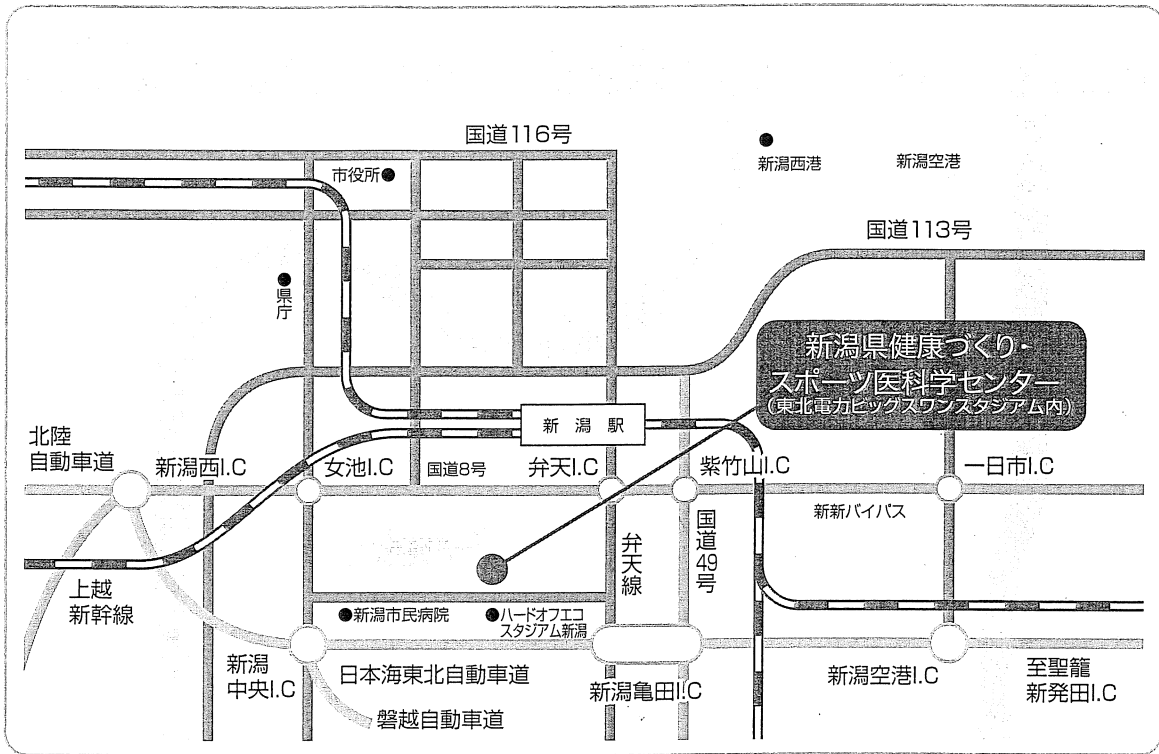 国道116号
新潟西港
新潟空港
市役所
国道113号
県庁
新潟県健康づくり・
スポーツ医科学センター
(東北電力ビッグスワンスタジアム内)
新潟駅
北陸
自動車道
新潟西I.C
女池I.C
国道8号
弁天I.C
紫竹山I.C
一日市I.C
新新バイパス
弁天線
国道49号
上越
新幹線
新潟市民病院
ハードオフエコ
スタジアム新潟
新潟
中央I.C
日本海東北自動車道
新潟亀田I.C
新潟空港I.C
至聖籠
新発田I.C
磐越自動車道